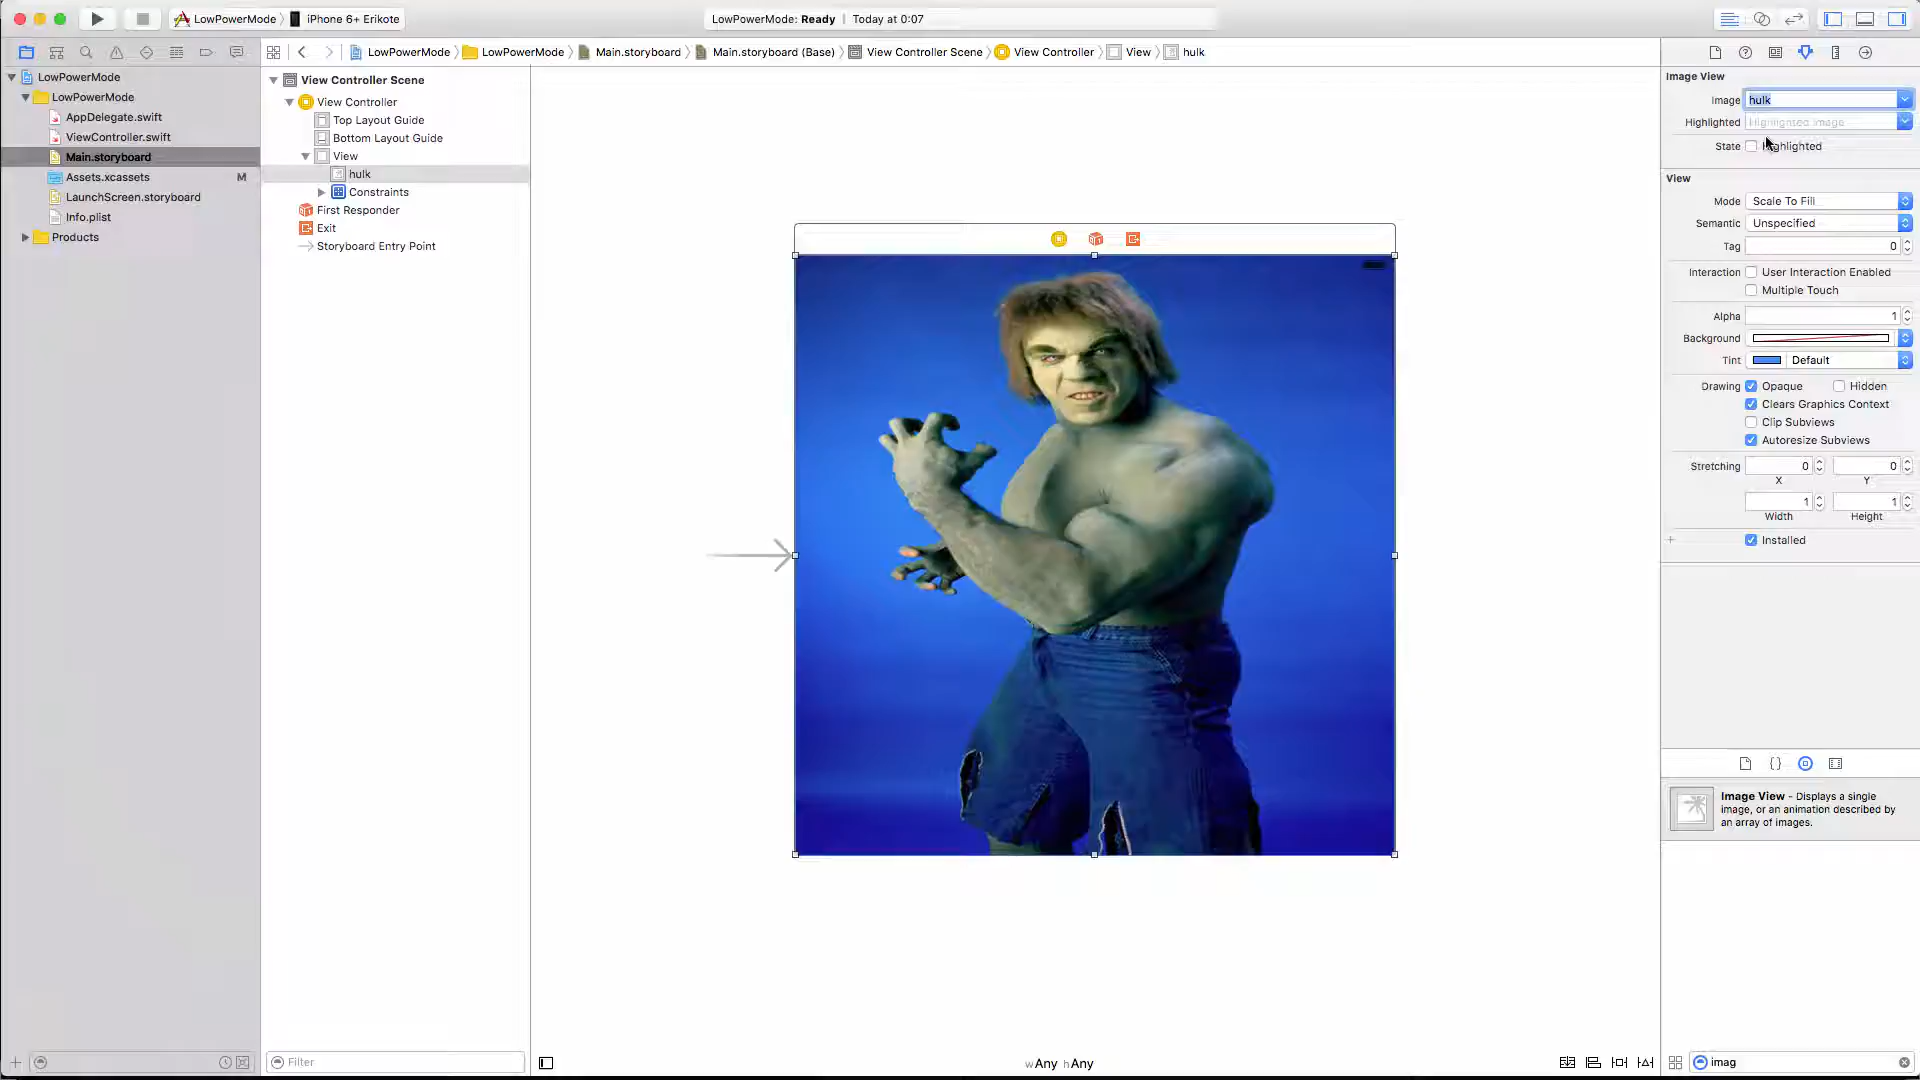 LowPowerMode iPhone 6+ Erikote
LowPowerMode: Ready Today at 0:07
LowPowerMode LowPowerMode Main.storyboard Main.storyboard (Base) View Controller Scene View Controller View hulk
LowPowerMode
LowPowerMode
AppDelegate.swift
ViewController.swift
Main.storyboard
Assets.xcassets M
LaunchScreen.storyboard
Info.plist
Products
View Controller Scene
View Controller
Top Layout Guide
Bottom Layout Guide
View
hulk
Constraints
First Responder
Exit
Storyboard Entry Point
Filter
wAny hAny
Image View
Image hulk
Highlighted Highlighted Image
State Highlighted
View
Mode Scale To Fill
Semantic Unspecified
Tag 0
Interaction User Interaction Enabled
Multiple Touch
Alpha 1
Background
Tint Default
Drawing Opaque Hidden
Clears Graphics Context
Clip Subviews
Autoresize Subviews
Stretching 0 0
X Y
1 1
Width Height
Installed
Image View - Displays a single
image, or an animation described by
an array of images.
imag